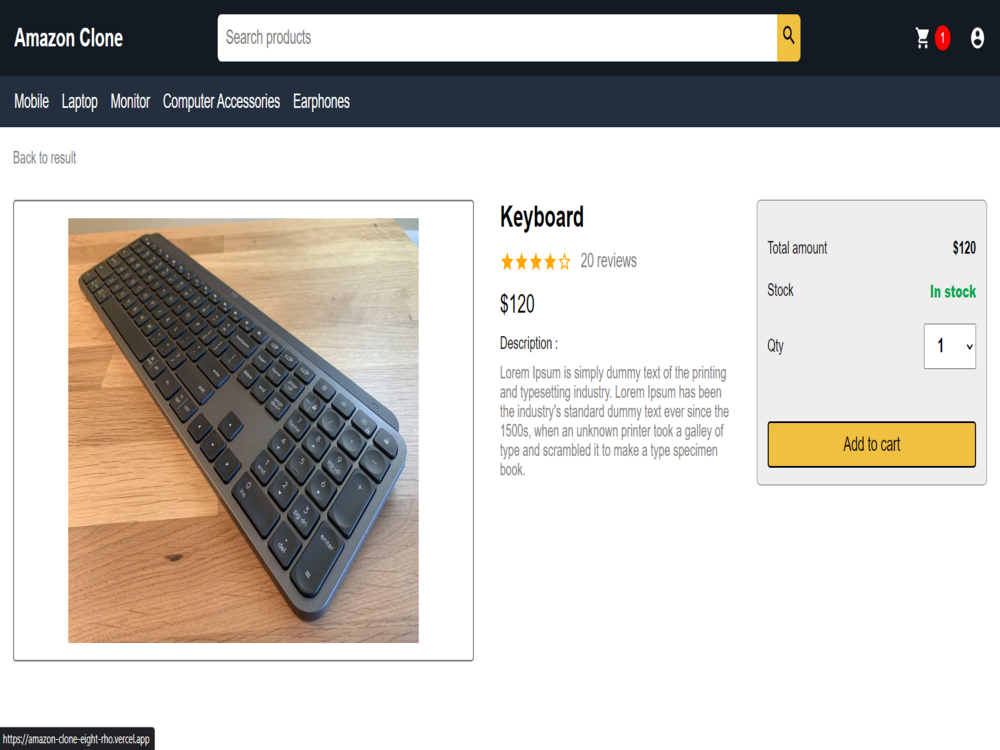 Amazon Clone
Search products
1
Mobile Laptop Monitor Computer Accessories Earphones
Back to result
Keyboard
20 reviews
$120
Description :
Lorem Ipsum is simply dummy text of the printing
and typesetting industry. Lorem Ipsum has been
the industry's standard dummy text ever since the
1500s, when an unknown printer took a galley of
type and scrambled it to make a type specimen
book.
Total amount $120
Stock In stock
Qty 1
Add to cart
https://amazon-clone-eight-rho.vercel.app